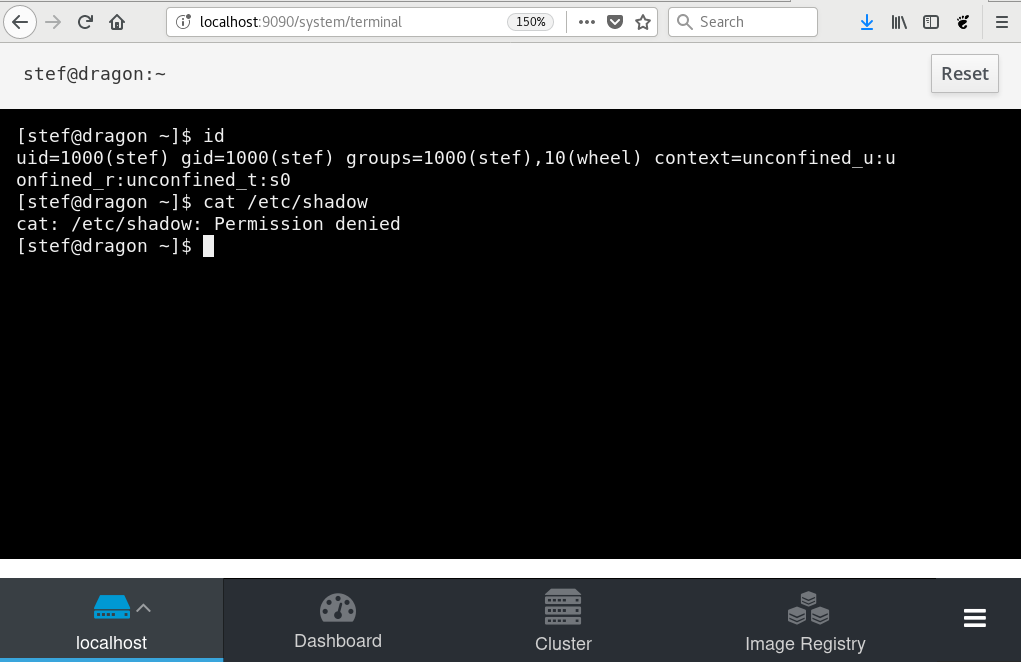 localhost:9090/system/terminal
150%
Search
stef@dragon:~
Reset
[stef@dragon ~]$ id
uid=1000(stef) gid=1000(stef) groups=1000(stef),10(wheel) context=unconfined_u:u
onfined_r:unconfined_t:s0
[stef@dragon ~]$ cat /etc/shadow
cat: /etc/shadow: Permission denied
[stef@dragon ~]$
localhost
Dashboard
Cluster
Image Registry